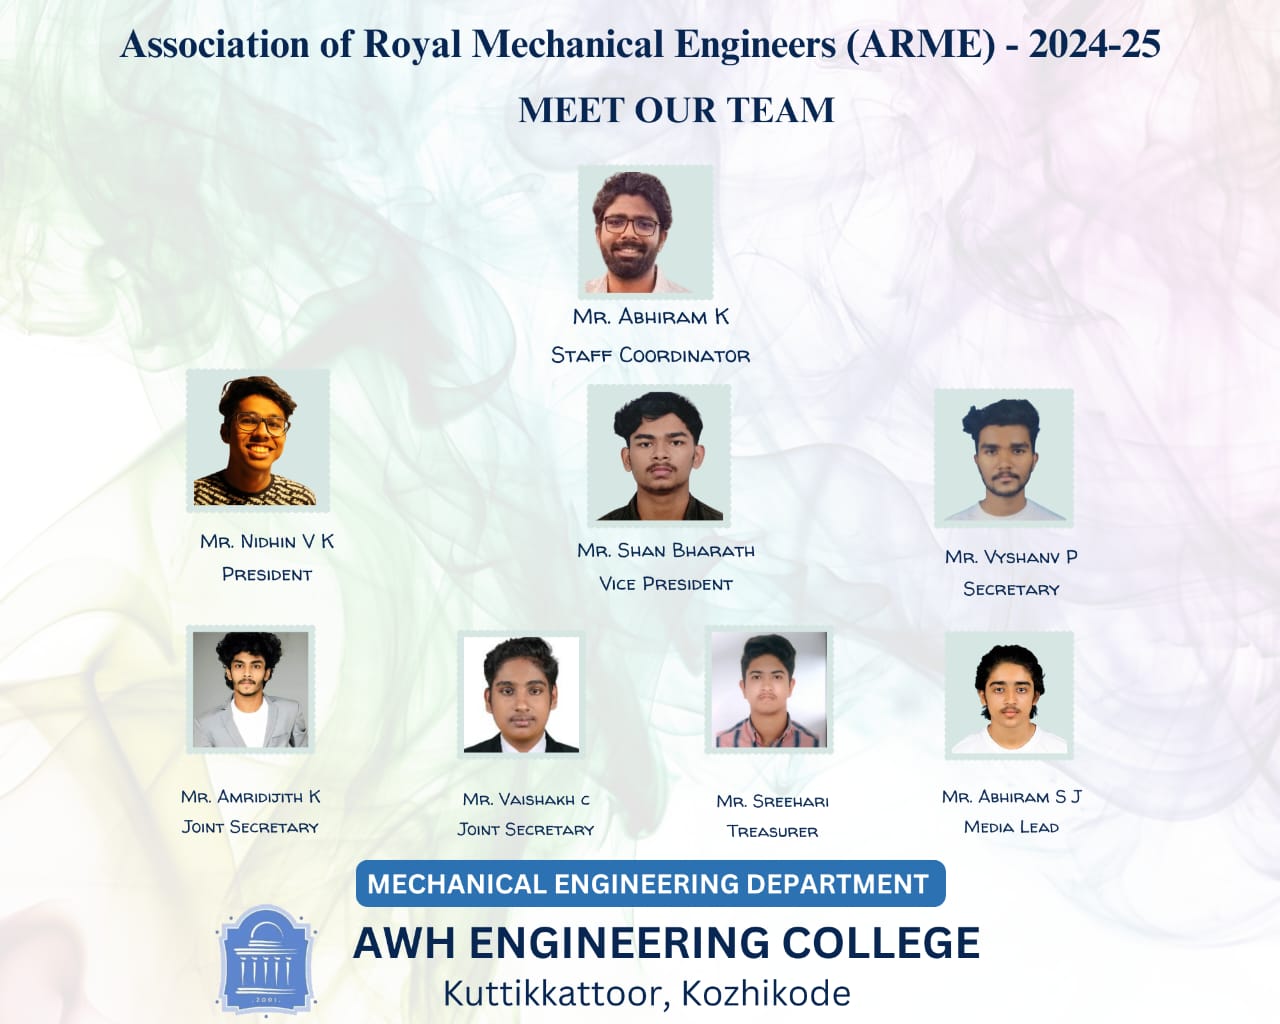 Association of Royal Mechanical Engineers (ARME) - 2024-25
MEET OUR TEAM
Mr. Abhiram K
Staff Coordinator
Mr. Nidhin V K
President
Mr. Shan Bharath
Vice President
Mr. Vyshanv P
Secretary
Mr. Amridijith K
Joint Secretary
Mr. Vaishakh c
Joint Secretary
Mr. Sreehari
Treasurer
Mr. Abhiram S J
Media Lead
MECHANICAL ENGINEERING DEPARTMENT
AWH ENGINEERING COLLEGE
Kuttikkattoor, Kozhikode
2001